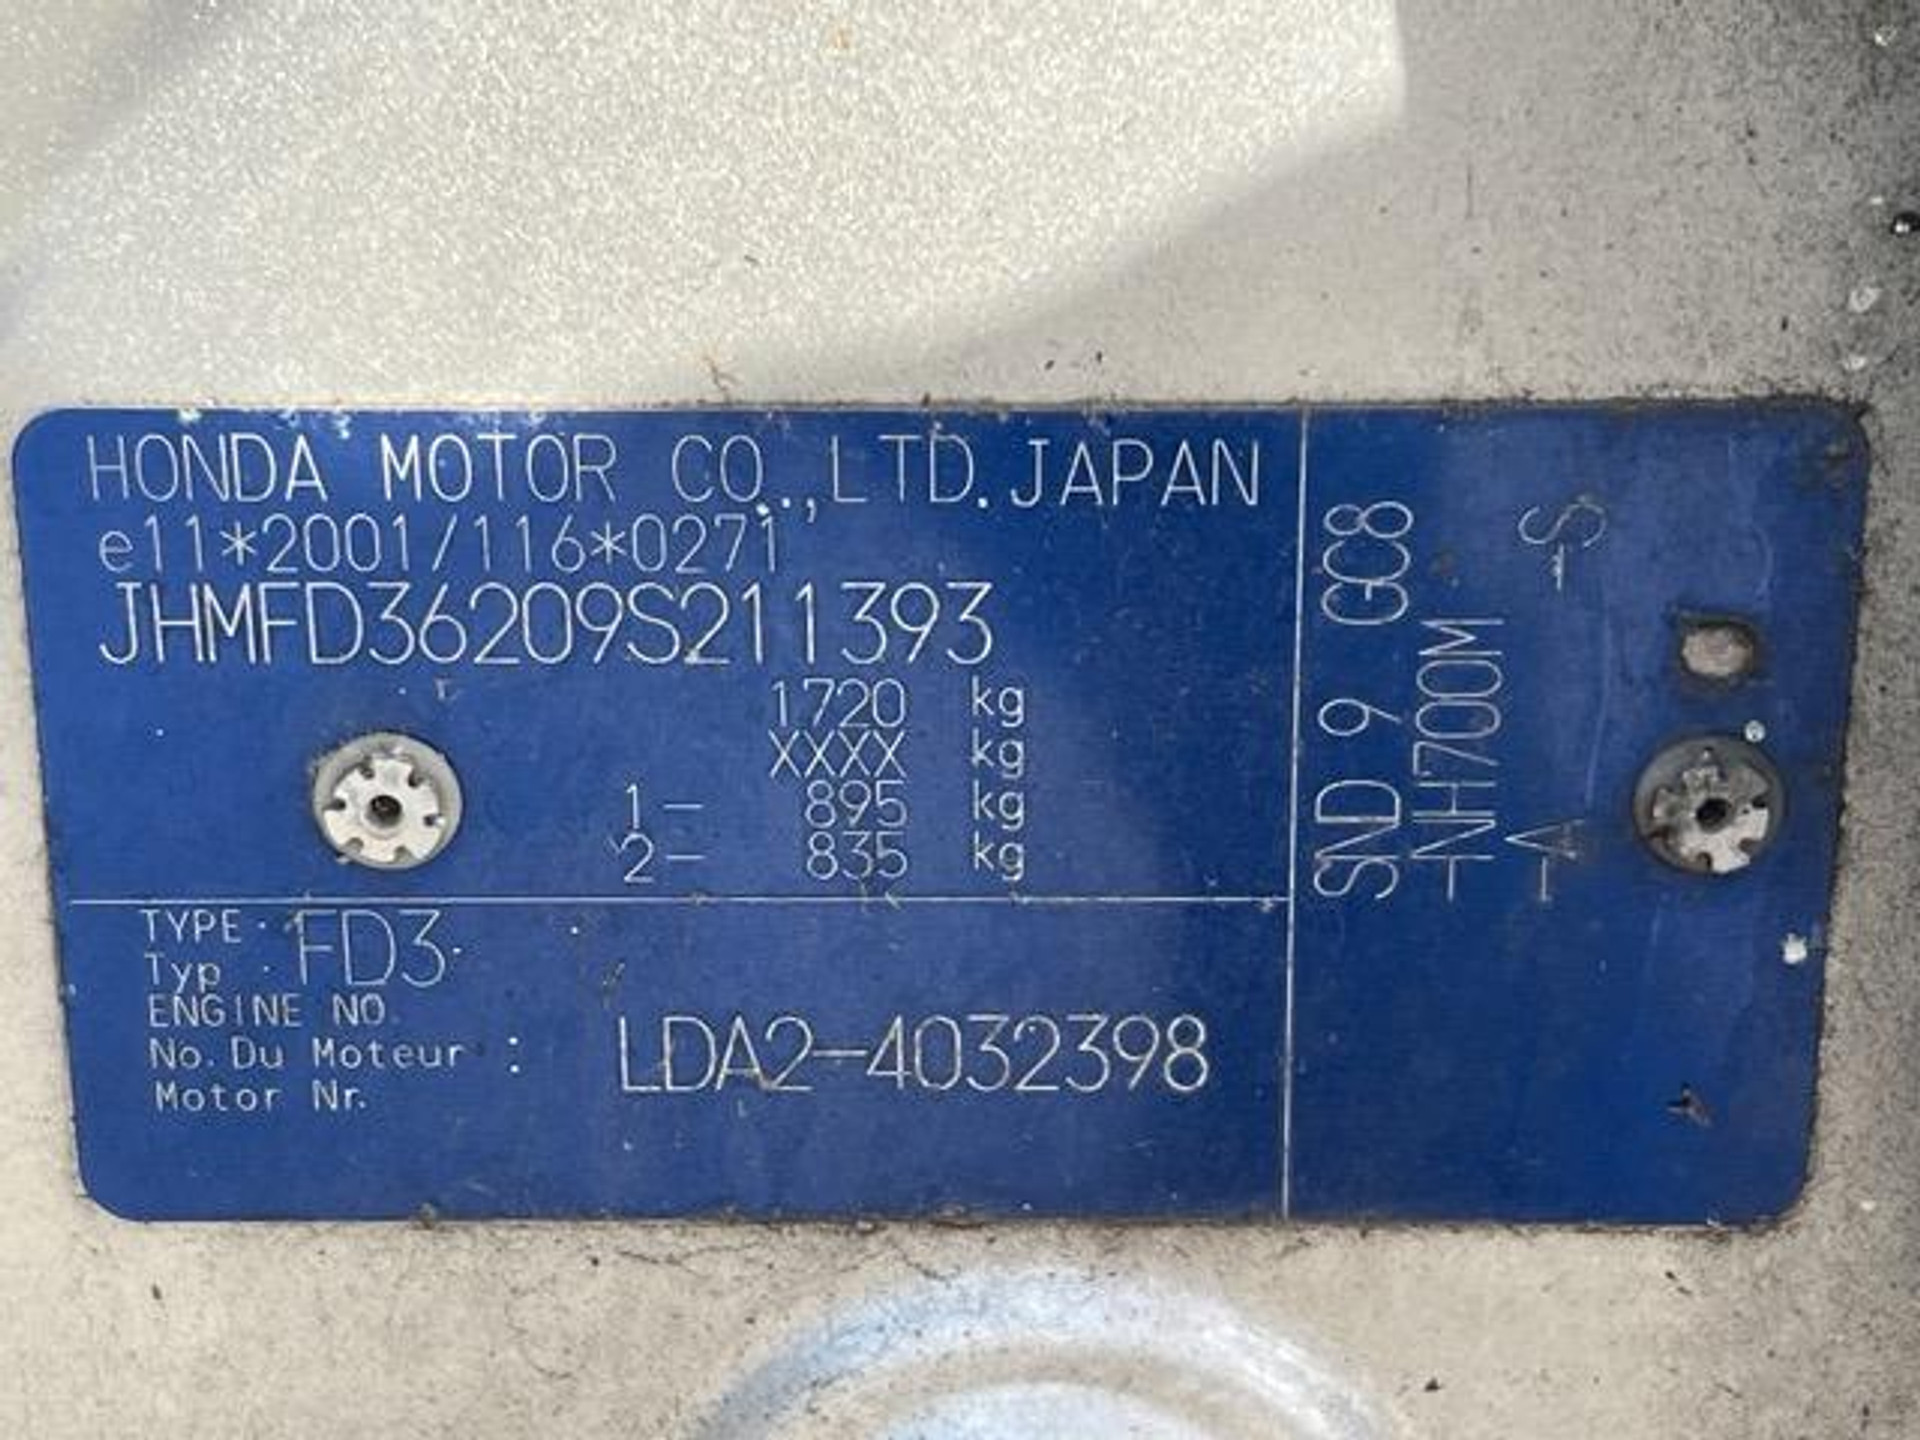 HONDA MOTOR CO.,LTD.JAPAN
e11*2001/116*0271
JHMFD36209S211393
1720 kg
XXXX kg
1- 895 kg
2- 835 kg
TYPE
Typ : FD3
ENGINE NO.
No. Du Moteur :
Motor Nr.
LDA2-4032398
SND 9 GC8
-NH700M
-A -S